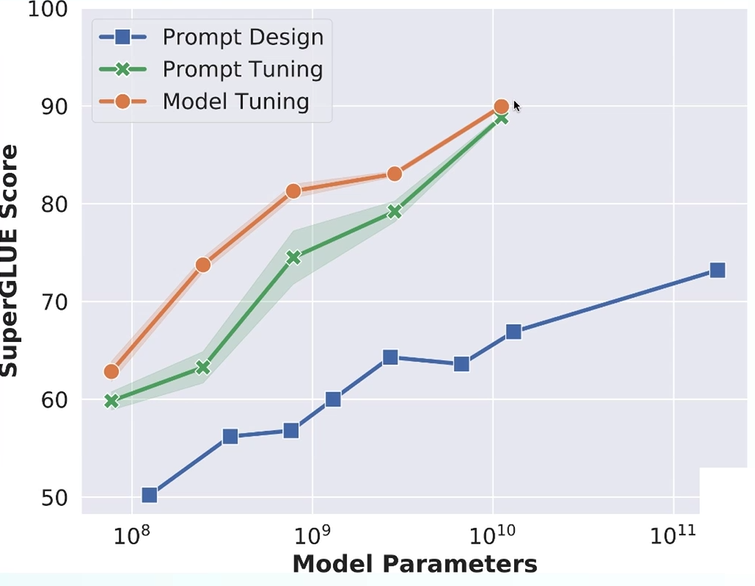 100
Prompt Design
Prompt Tuning
Model Tuning
90
80
70
60
50
SuperGLUE Score
10⁸
10⁹
10¹⁰
10¹¹
Model Parameters